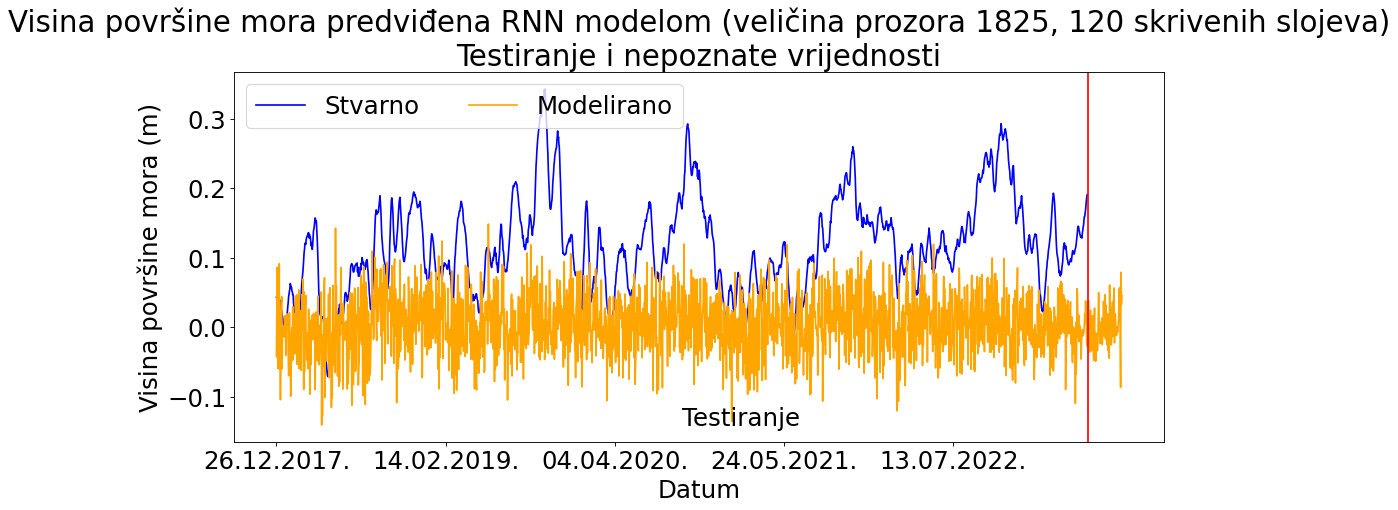 Visina površine mora predviđena RNN modelom (veličina prozora 1825, 120 skrivenih slojeva)
Testiranje i nepoznate vrijednosti
Stvarno Modelirano
Visina površine mora (m)
0.3
0.2
0.1
0.0
−0.1
Testiranje
26.12.2017. 14.02.2019. 04.04.2020. 24.05.2021. 13.07.2022.
Datum